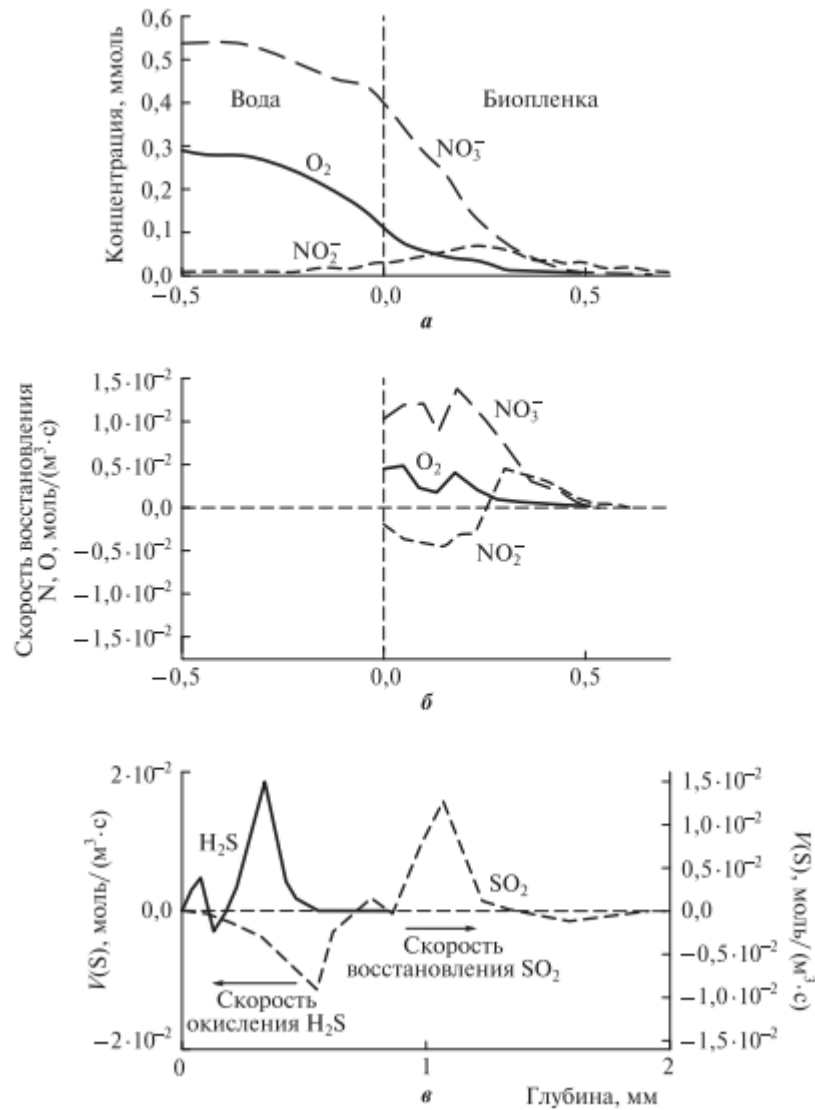 Концентрация, ммоль
0,6
0,4
0,3
0,2
0,1
0,0
Вода
Биопленка
NO₃⁻
O₂
NO₂⁻
−0,5
0,0
0,5
а
Скорость восстановления
N, O, моль/(м³·с)
1,5·10⁻²
1,0·10⁻²
0,5·10⁻²
0,0
−0,5·10⁻²
−1,0·10⁻²
−1,5·10⁻²
NO₃⁻
O₂
NO₂⁻
−0,5
0,0
0,5
б
V(S), моль/(м³·с)
2·10⁻²
0,0
−2·10⁻²
H₂S
SO₂
Скорость
восстановления SO₂
Скорость
окисления H₂S
1,5·10⁻²
1,0·10⁻²
0,5·10⁻²
0,0
−0,5·10⁻²
−1,0·10⁻²
−1,5·10⁻²
V(S), моль/(м³·с)
0
1
2
в
Глубина, мм